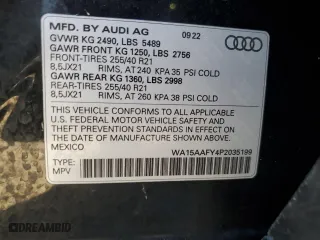 MFD. BY AUDI AG 09.22
GVWR KG 2490, LBS 5489
GAWR FRONT KG 1250, LBS 2756
FRONT-TIRES 255/40 R21
8,5JX21 RIMS, AT 240 KPA 35 PSI COLD
GAWR REAR KG 1360, LBS 2998
REAR-TIRES 255/40 R21
8,5JX21 RIMS, AT 260 KPA 38 PSI COLD
THIS VEHICLE CONFORMS TO ALL APPLICABLE
U.S. FEDERAL MOTOR VEHICLE SAFETY
STANDARDS IN EFFECT ON THE
DATE OF MANUFACTURE SHOWN ABOVE.
MEXICO
WA15AAFY4P2035199
TYPE:
MPV
DREAMBID